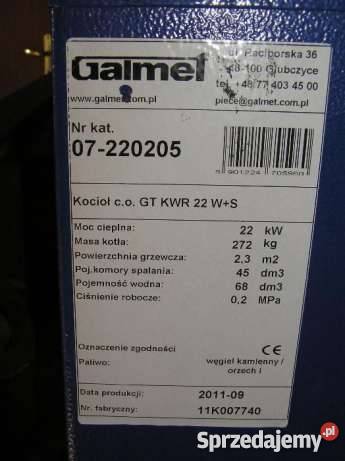 Galmet
ul. Raciborska 36
48-100 Głubczyce
tel. +48 77 403 45 00
www.galmet.com.pl
piece@galmet.com.pl
Nr kat.
07-220205
5 901224 705960
Kocioł c.o. GT KWR 22 W+S
Moc cieplna: 22 kW
Masa kotła: 272 kg
Powierzchnia grzewcza: 2,3 m2
Poj.komory spalania: 45 dm3
Pojemność wodna: 68 dm3
Ciśnienie robocze: 0,2 MPa
Oznaczenie zgodności CE
Paliwo: węgiel kamienny /
orzech I
Data produkcji: 2011-09
Nr. fabryczny: 11K007740
Sprzedajemy.pl